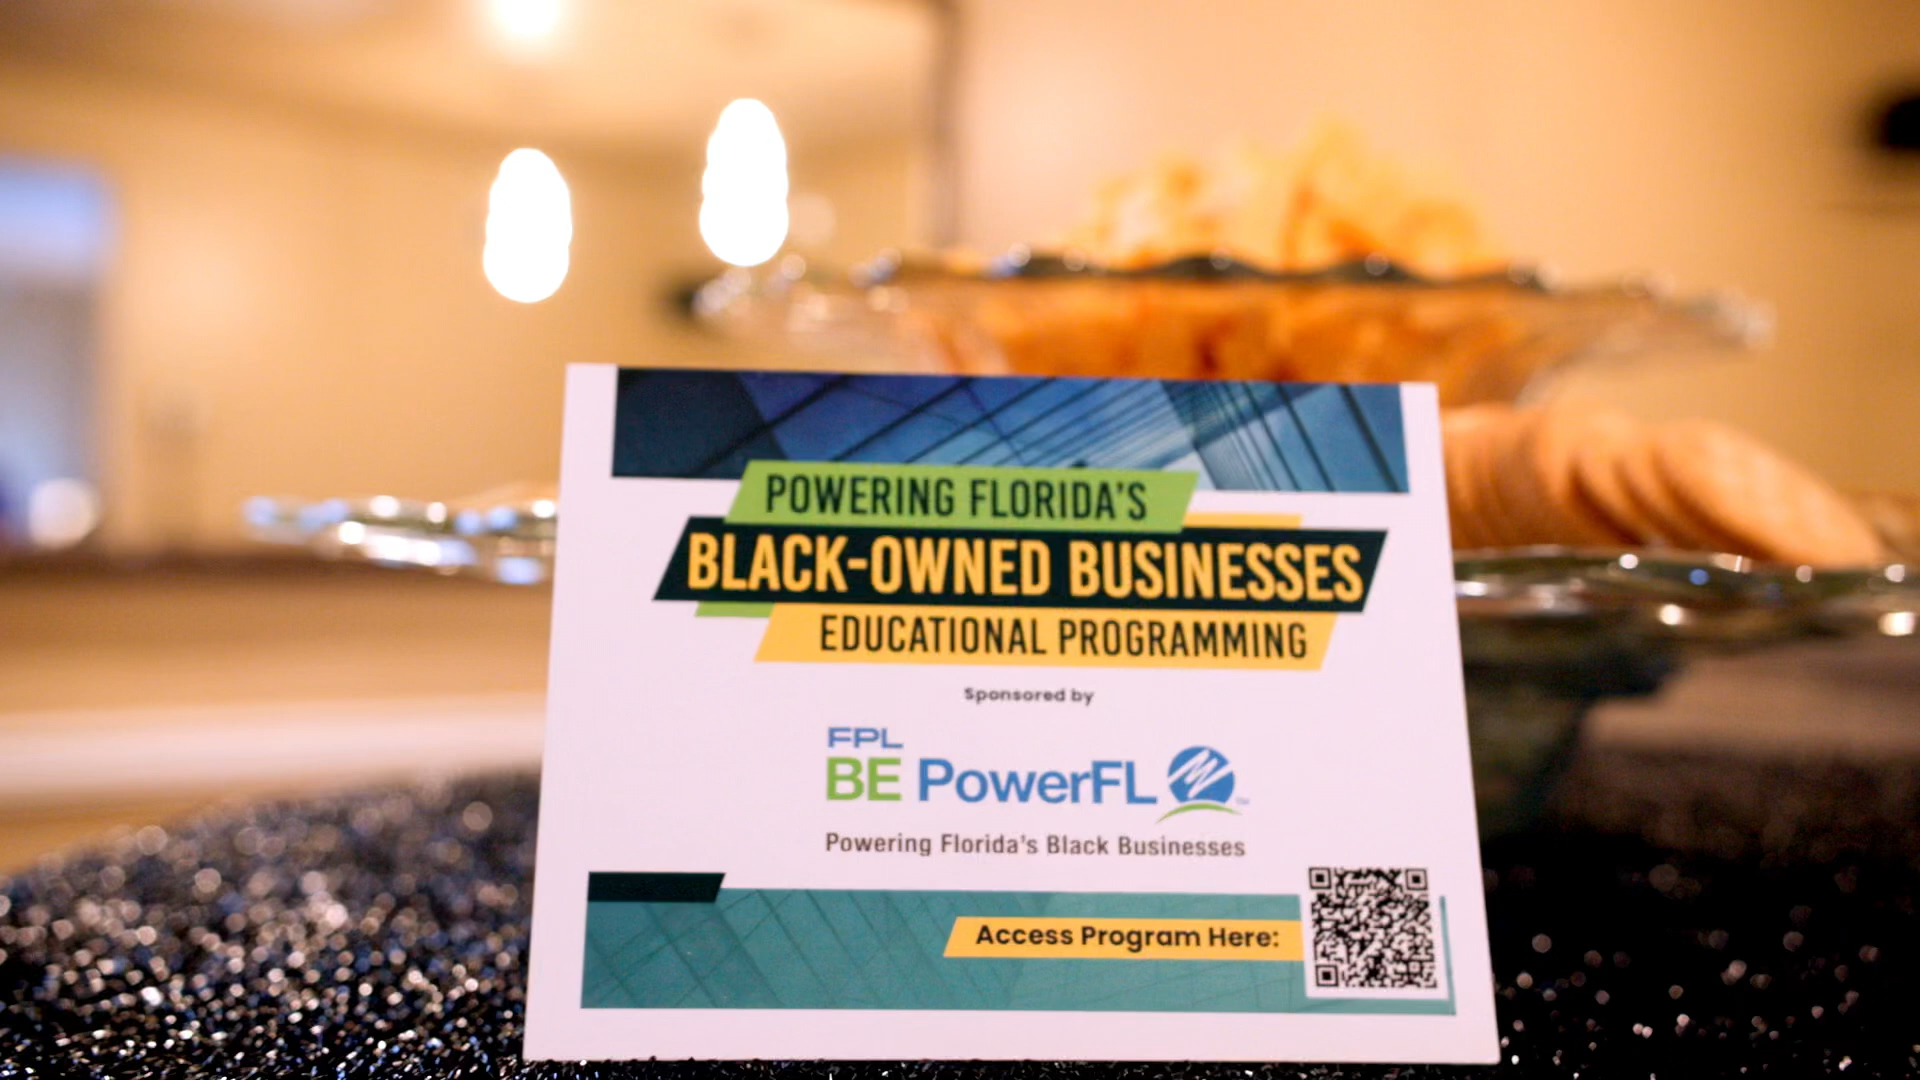 POWERING FLORIDA'S
BLACK-OWNED BUSINESSES
EDUCATIONAL PROGRAMMING
Sponsored by
FPL
BE PowerFL
TM
Powering Florida's Black Businesses
Access Program Here: